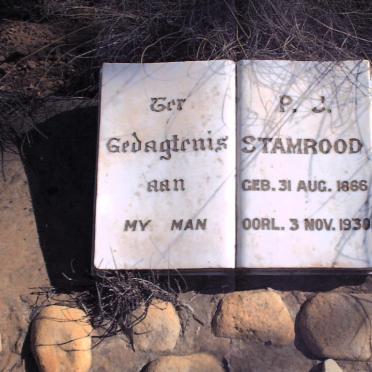 Ter
Gedagtenis
aan
MY MAN
P. J.
STAMROOD
GEB. 31 AUG. 1866
OORL. 3 NOV. 1930